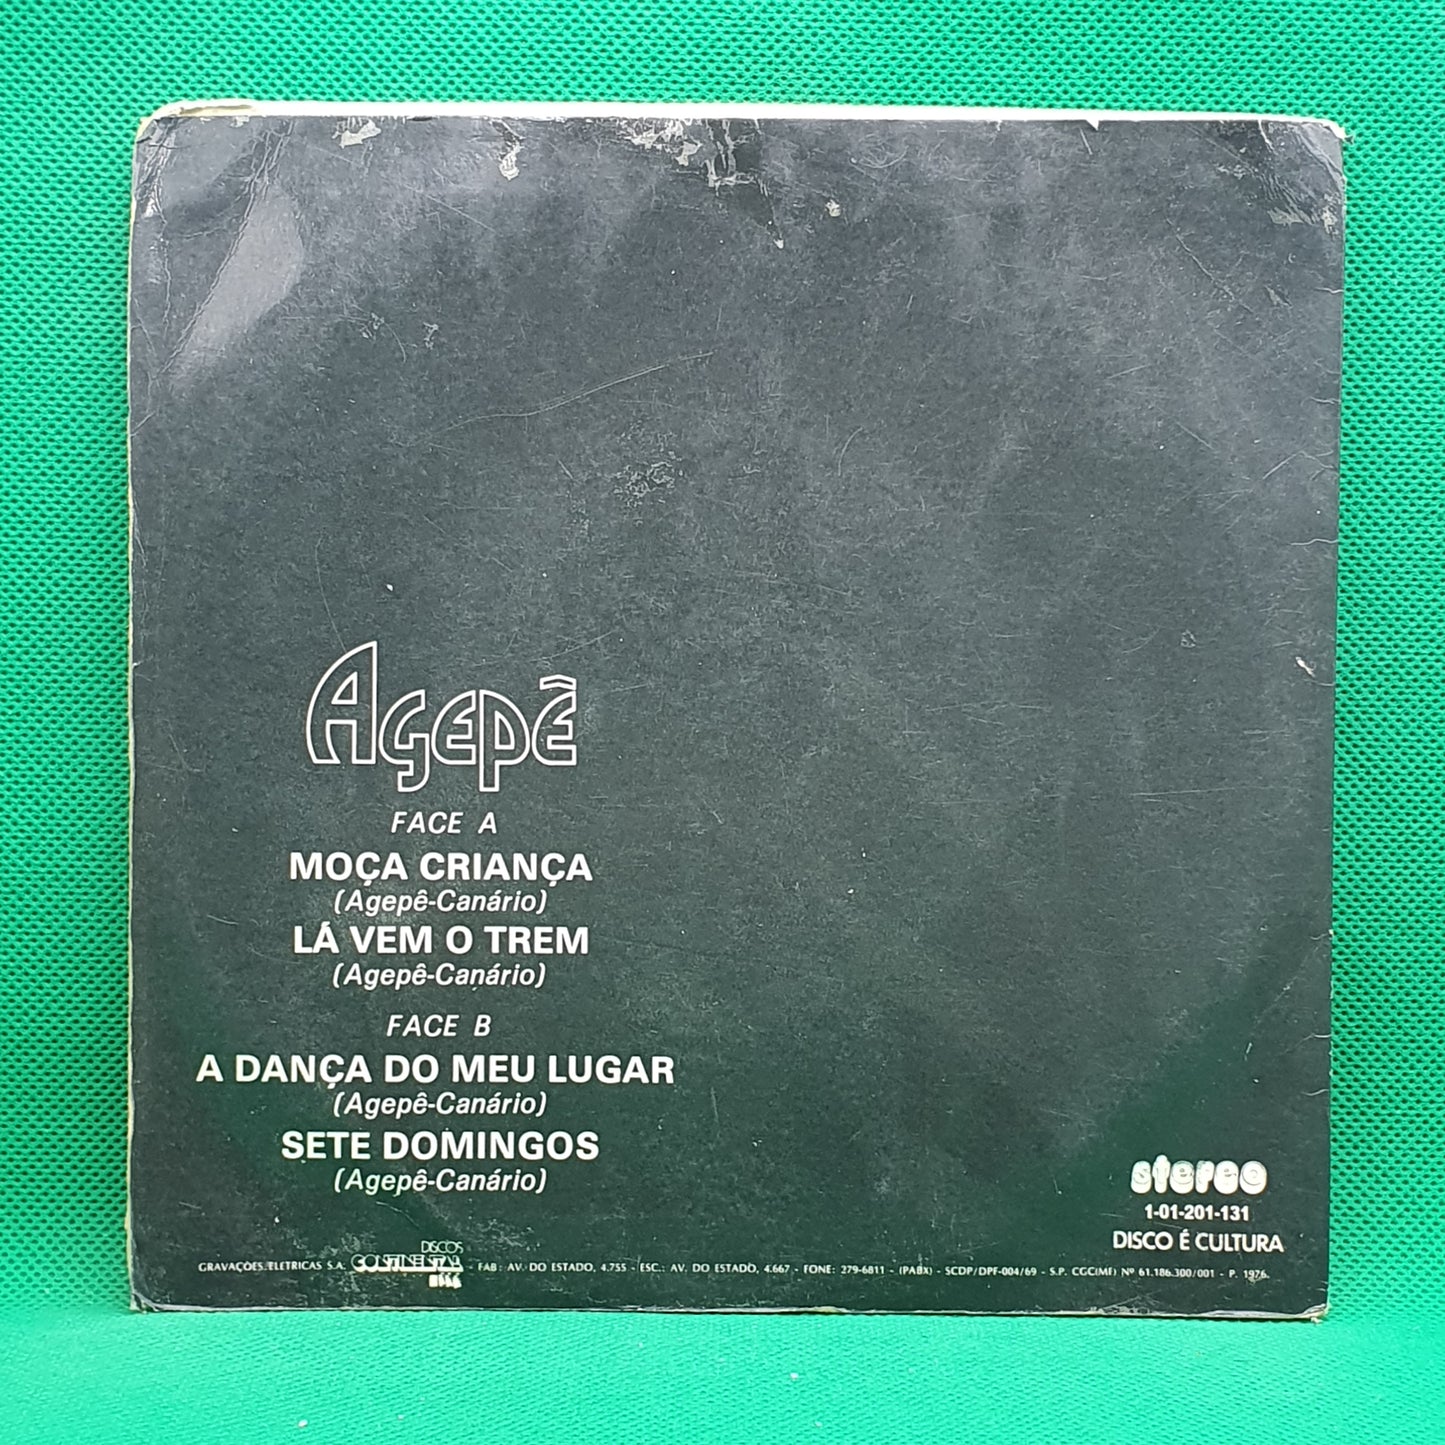 Agepê
FACE A
MOÇA CRIANÇA
(Agepê-Canário)
LÁ VEM O TREM
(Agepê-Canário)
FACE B
A DANÇA DO MEU LUGAR
(Agepê-Canário)
SETE DOMINGOS
(Agepê-Canário)
stereo
1-01-201-131
DISCO É CULTURA
DISCOS
GRAVAÇÕES ELETRICAS S.A. CONTINENTAL - FAB: AV. DO ESTADO, 4.755 - ESC.: AV. DO ESTADO, 4.667 - FONE: 279-6811 - (PABX) - SCDP/DPF-004/69 - S.P. CGC(MF) Nº 61.186.300/001 - P. 1976.